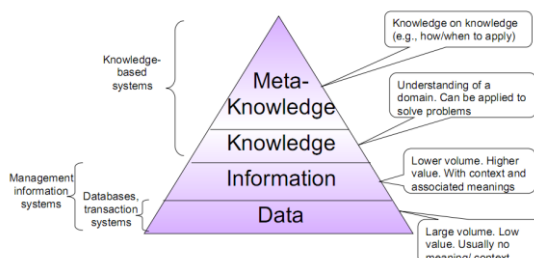 Knowledge on knowledge
(e.g., how/when to apply)
Knowledge-
based
systems
Meta-
Knowledge
Understanding of a
domain. Can be applied to
solve problems
Knowledge
Management
information
systems
Information
Lower volume. Higher
value. With context and
associated meanings
Databases,
transaction
systems
Data
Large volume. Low
value. Usually no
meaning/ context